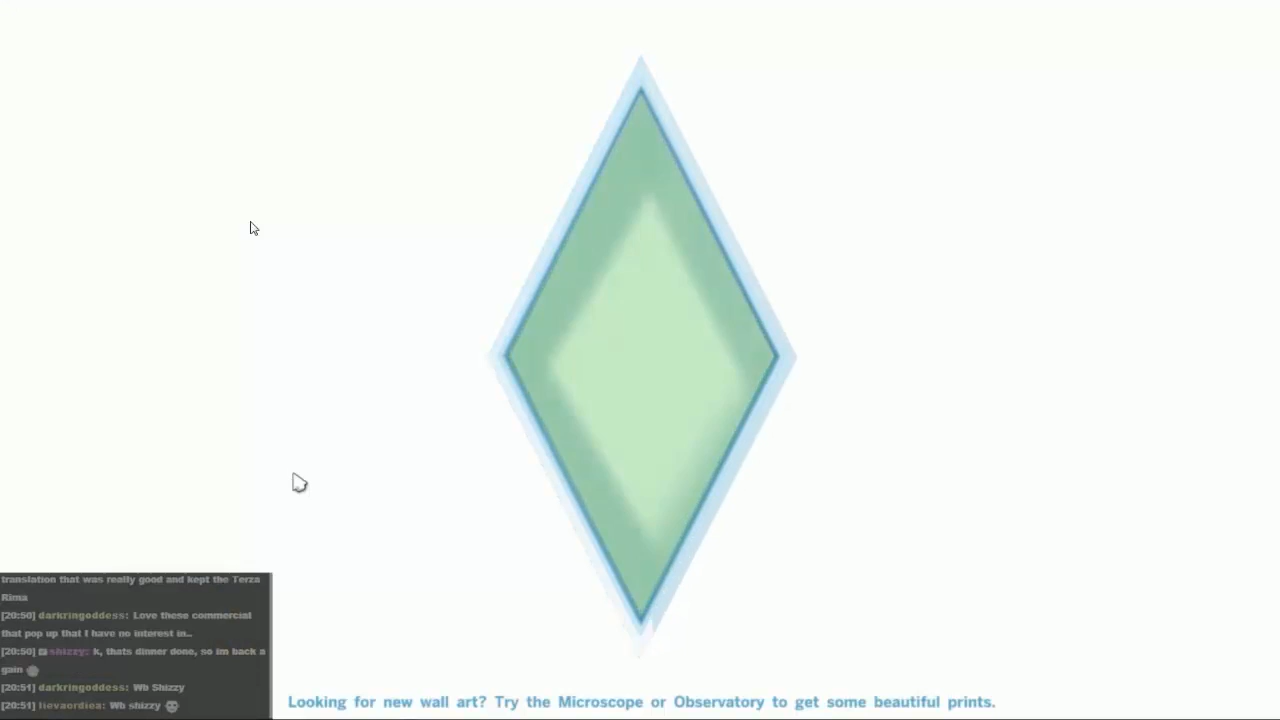 translation that was really good and kept the Terza
Rima
[20:50] darkringoddess: Love these commercial
that pop up that I have no interest in..
[20:50] shizzy: k, thats dinner done, so im back a
gain
[20:51] darkringoddess: Wb Shizzy
[20:51] lievaordiea: Wb shizzy
Looking for new wall art? Try the Microscope or Observatory to get some beautiful prints.